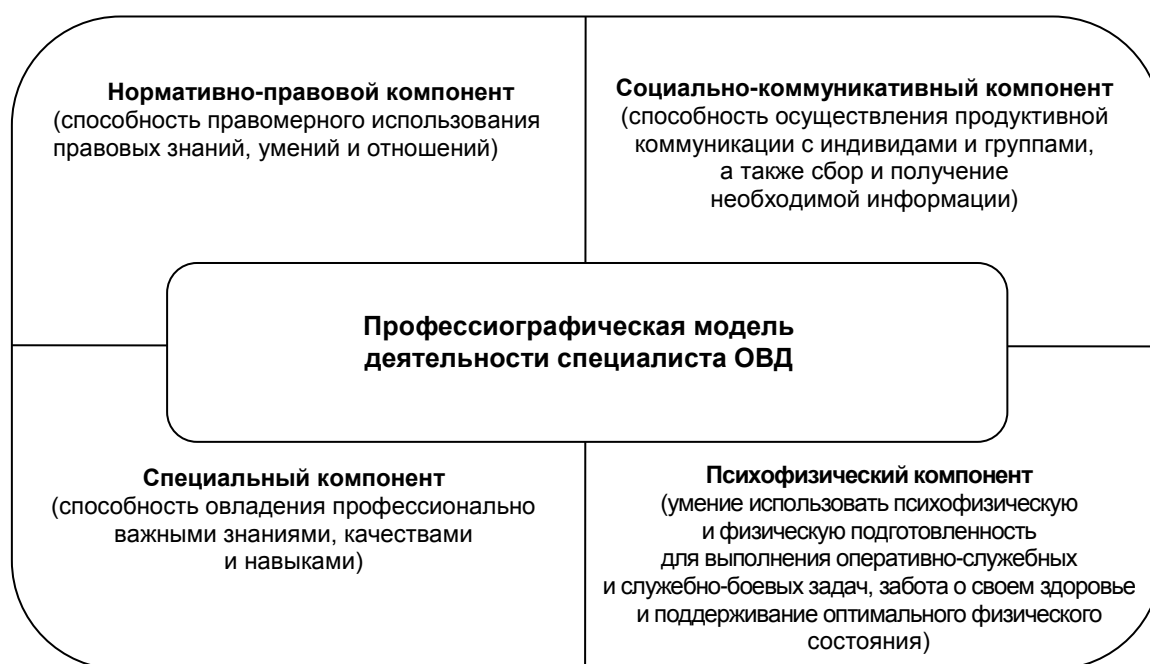 Нормативно-правовой компонент
(способность правомерного использования
правовых знаний, умений и отношений)
Социально-коммуникативный компонент
(способность осуществления продуктивной
коммуникации с индивидами и группами,
а также сбор и получение
необходимой информации)
Профессиографическая модель
деятельности специалиста ОВД
Специальный компонент
(способность овладения профессионально
важными знаниями, качествами
и навыками)
Психофизический компонент
(умение использовать психофизическую
и физическую подготовленность
для выполнения оперативно-служебных
и служебно-боевых задач, забота о своем здоровье
и поддерживание оптимального физического
состояния)